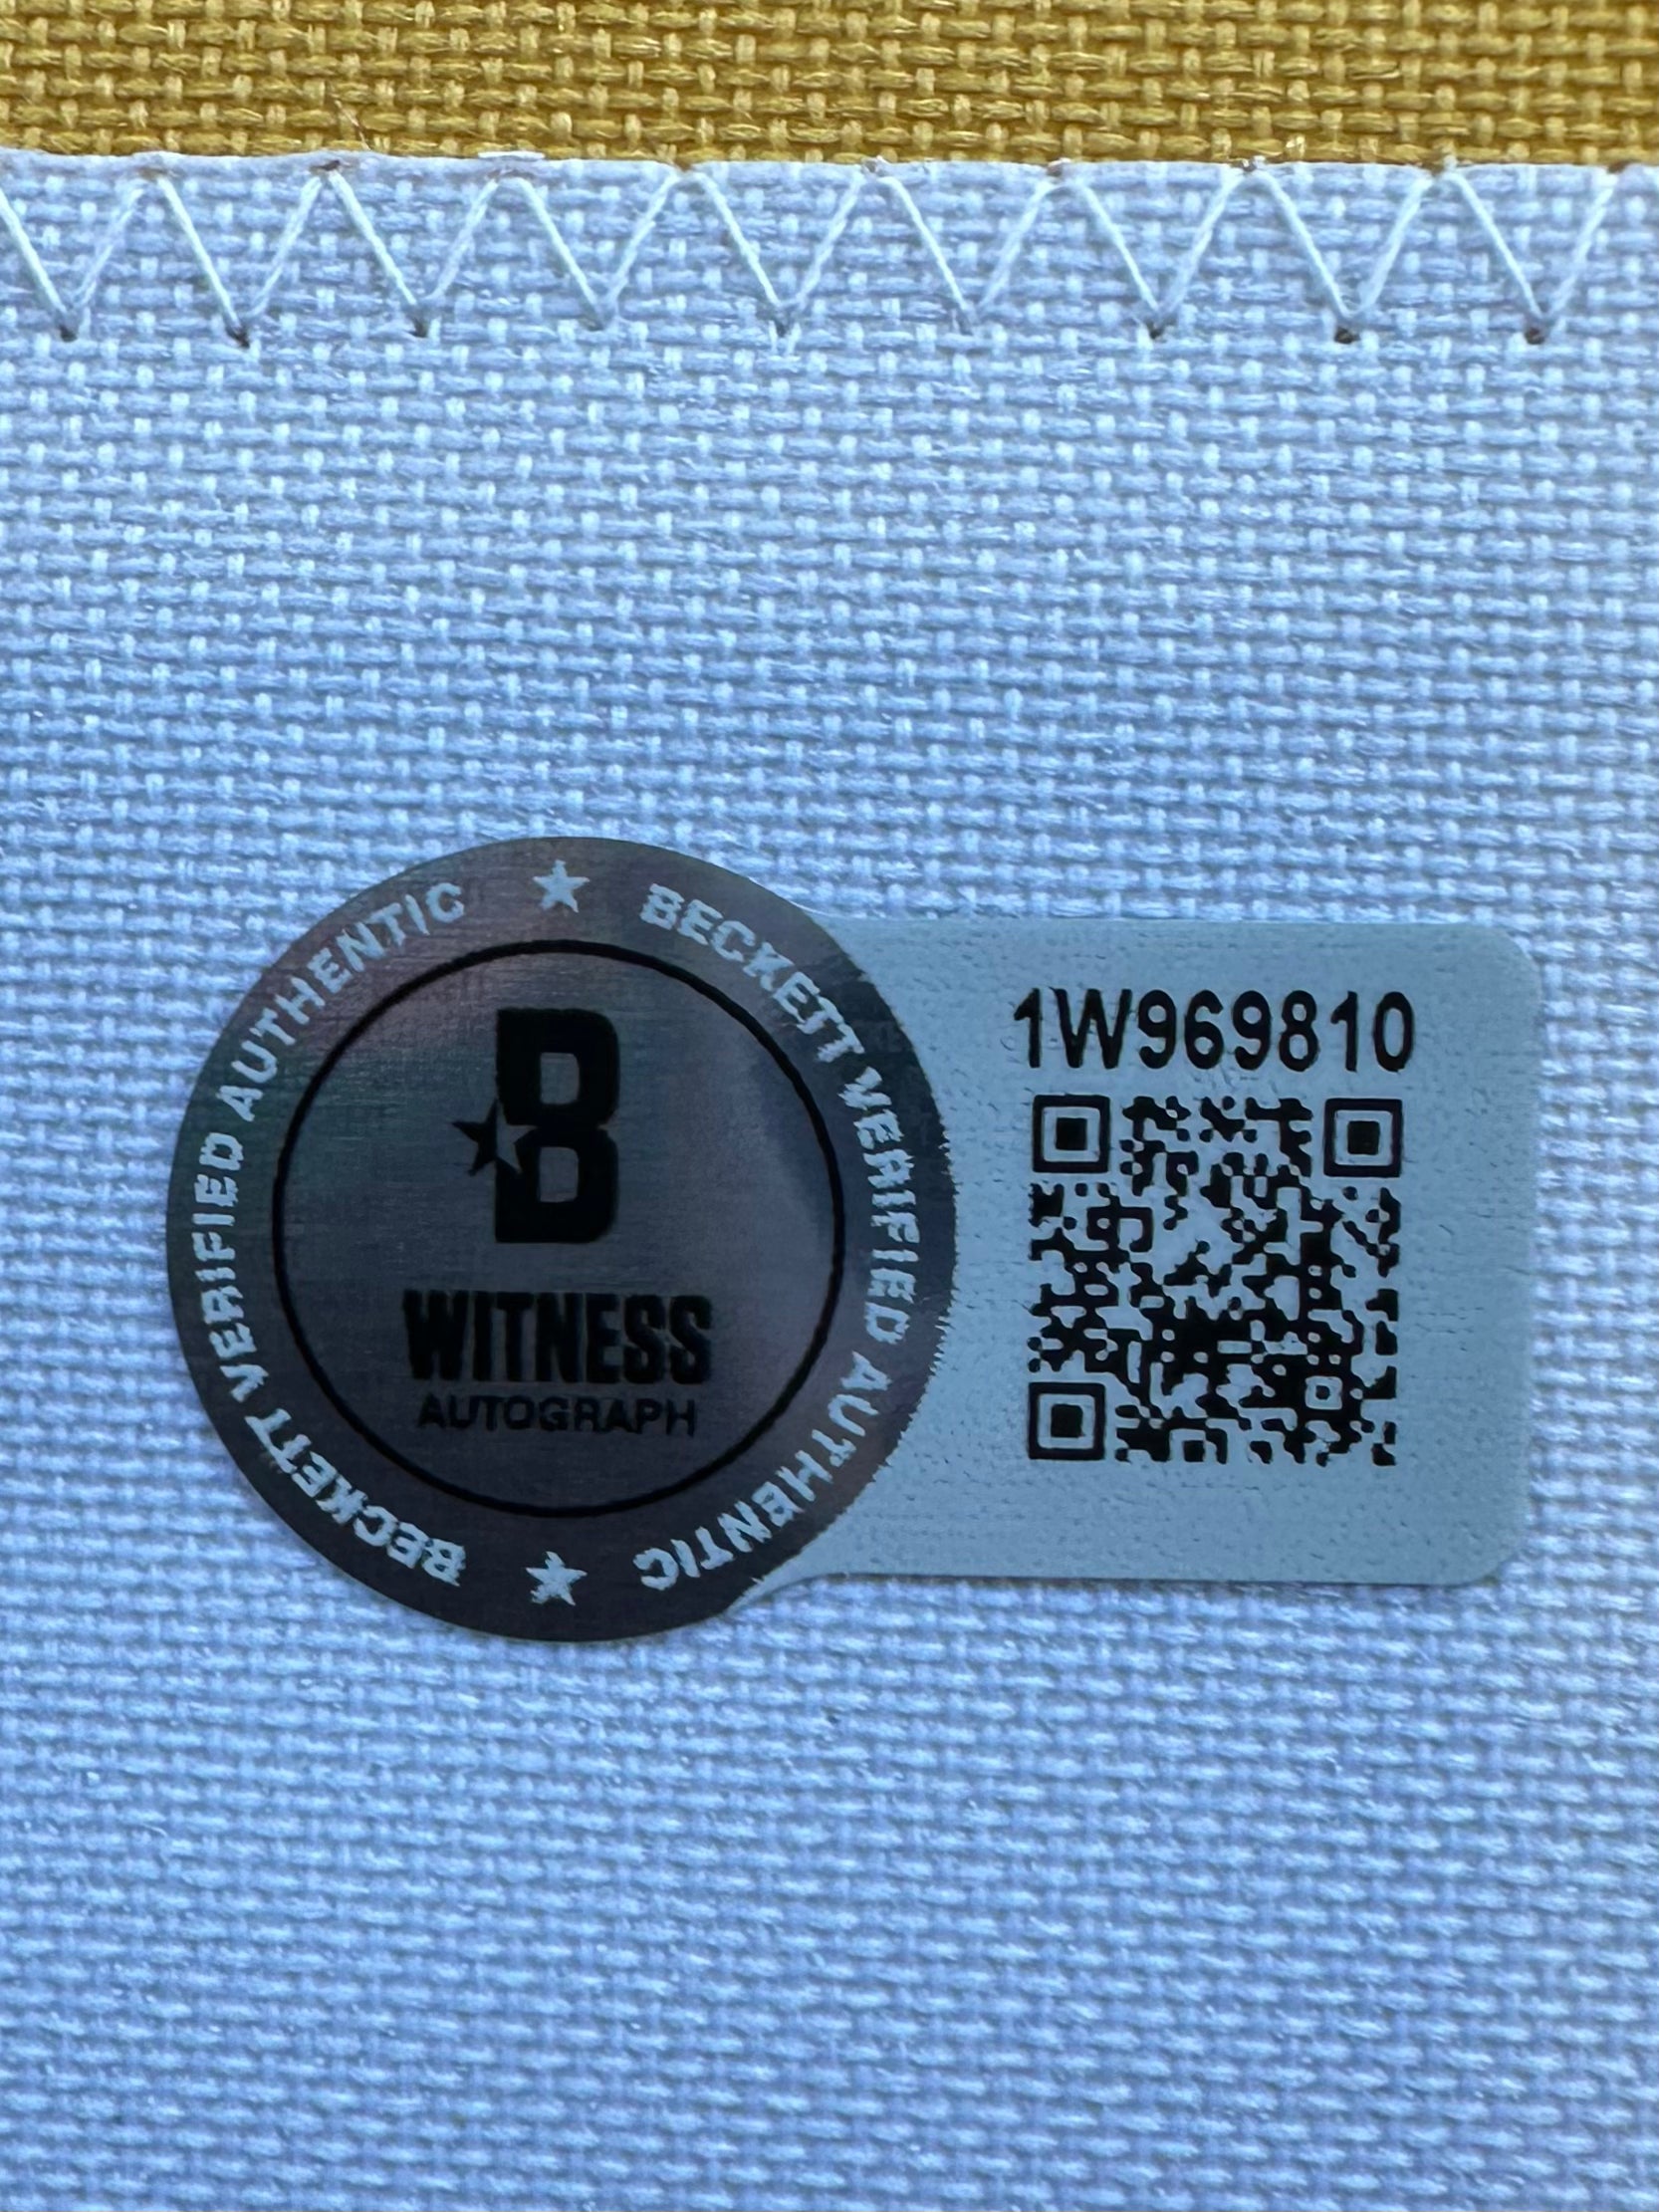 BECKETT VERIFIED AUTHENTIC
BECKETT VERIFIED AUTHENTIC
B
WITNESS
AUTOGRAPH
1W969810